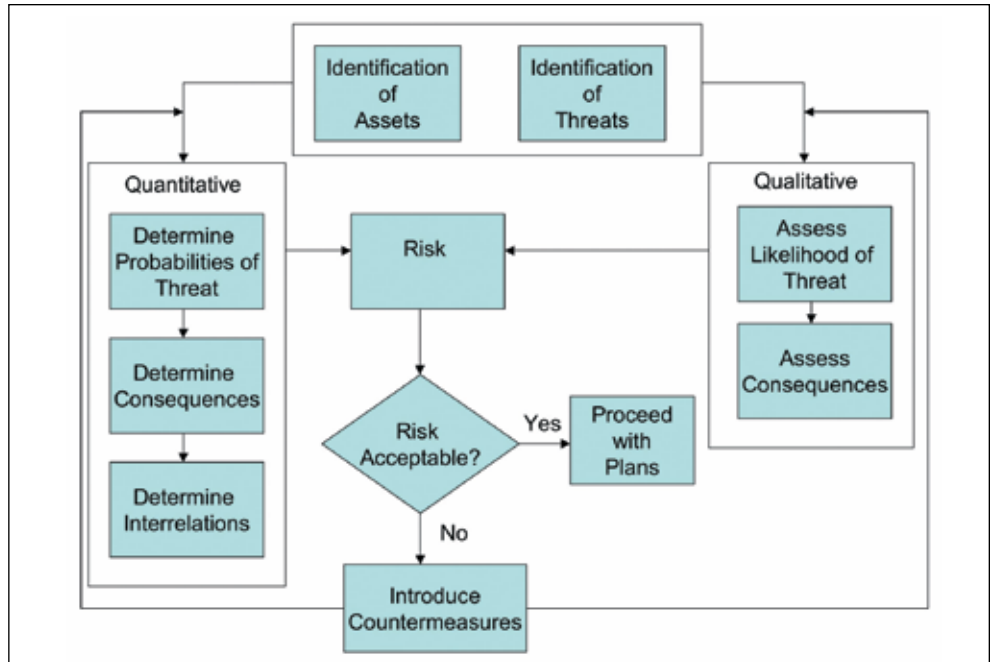 Identification
of
Assets
Identification
of
Threats
Quantitative
Determine
Probabilities of
Threat
Determine
Consequences
Determine
Interrelations
Risk
Risk
Acceptable?
Yes
No
Proceed
with
Plans
Introduce
Countermeasures
Qualitative
Assess
Likelihood of
Threat
Assess
Consequences